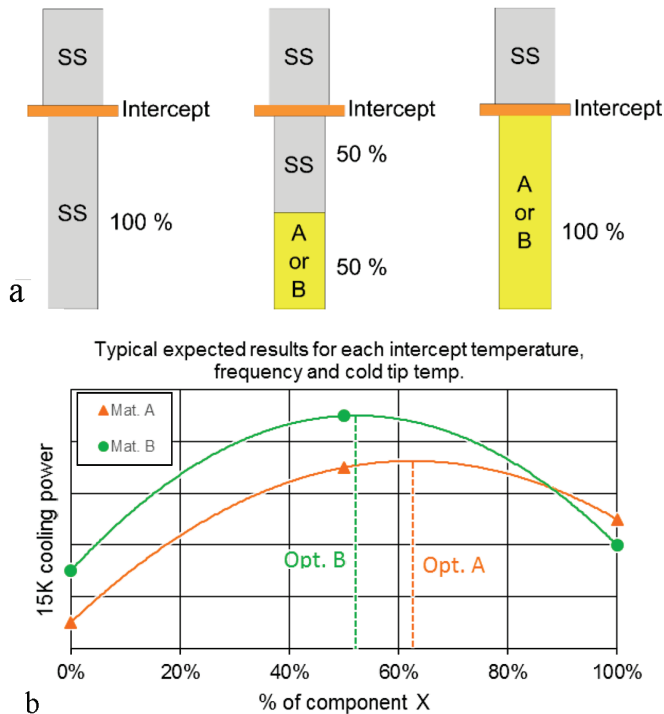 SS
Intercept
SS
100 %
SS
Intercept
SS
50 %
A
or
B
50 %
SS
Intercept
A
or
B
100 %
a
Typical expected results for each intercept temperature,
frequency and cold tip temp.
Mat. A
Mat. B
15K cooling power
Opt. B
Opt. A
0%
20%
40%
60%
80%
100%
% of component X
b